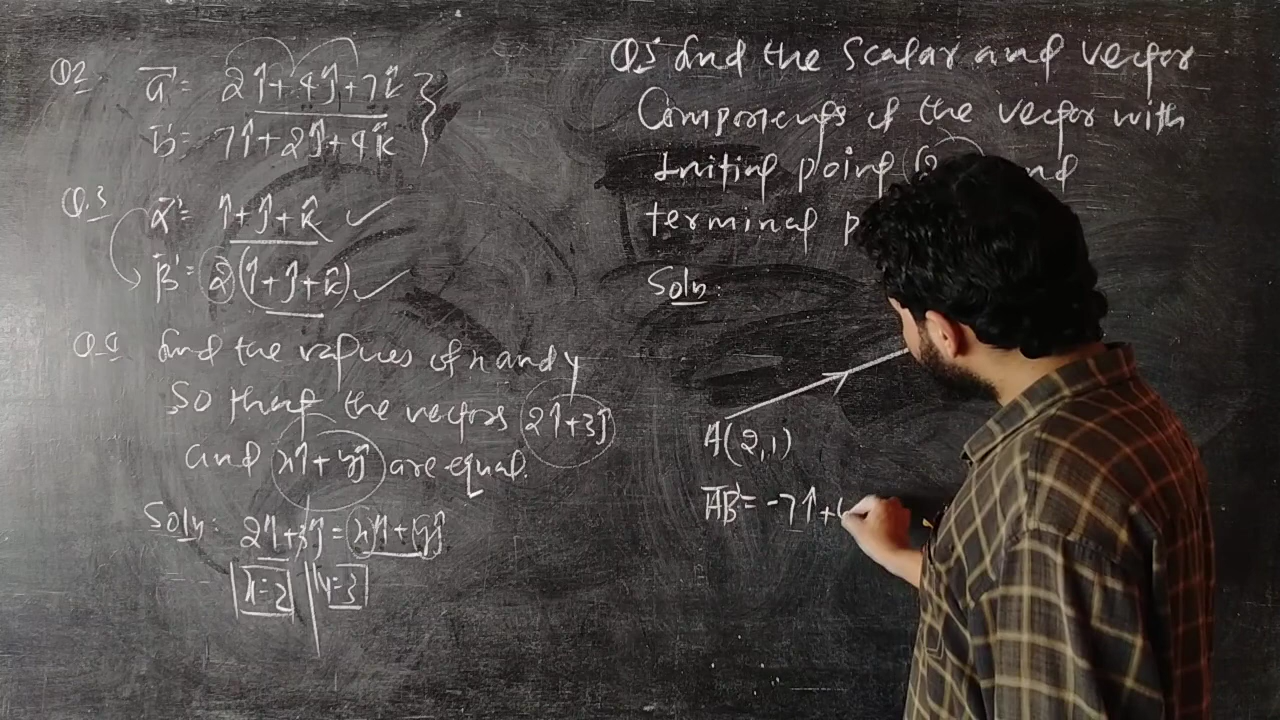 Q2 a⃗ = 2î+4ĵ+7k̂
b⃗ = 7î+2ĵ+4k̂
Q.3 a⃗ = î+ĵ+k̂ ✓
b⃗ = 2(î+ĵ+k̂) ✓
Q.4 find the values of x and y
So that the vectors 2î+3ĵ
and xî+yĵ are equal.
Soln: 2î+3ĵ = xî+yĵ
x=2 | y=3
Q5 find the Scalar and vector
Components of the vector with
Initial point (2 nd
terminal p
Soln:
A(2,1)
AB⃗ = -7î+